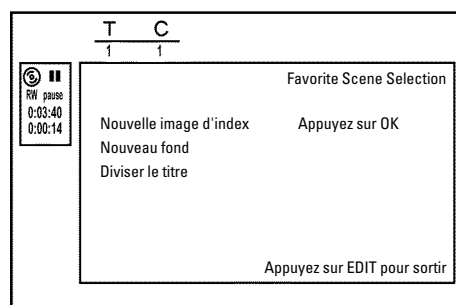 T C
1 1
RW pause
0:03:40
0:00:14
Favorite Scene Selection
Nouvelle image d'index Appuyez sur OK
Nouveau fond
Diviser le titre
Appuyez sur EDIT pour sortir